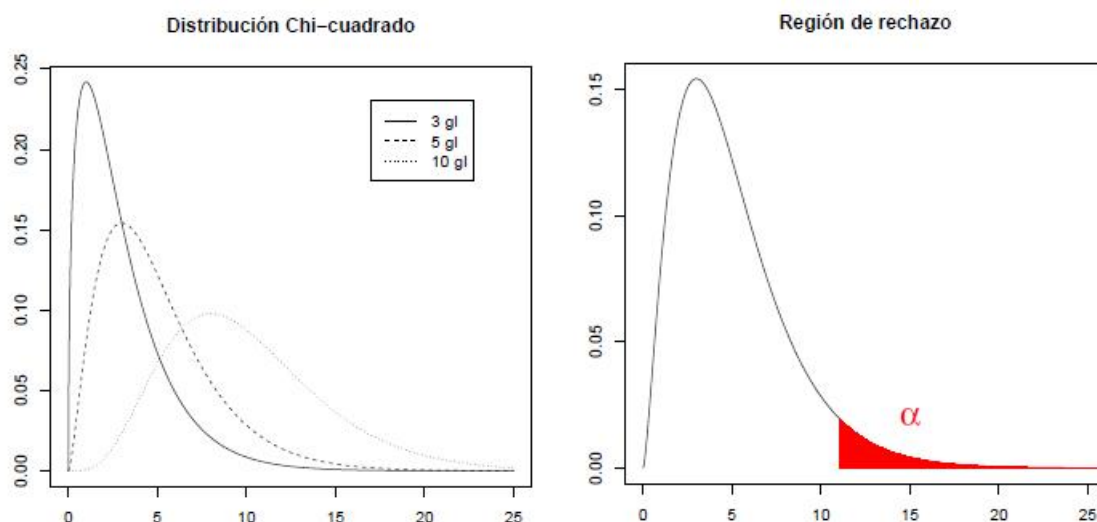 Distribución Chi−cuadrado
0.25
0.20
0.15
0.10
0.05
0.00
3 gl
5 gl
10 gl
0 5 10 15 20 25
Región de rechazo
0.15
0.10
0.05
0.00
α
0 5 10 15 20 25